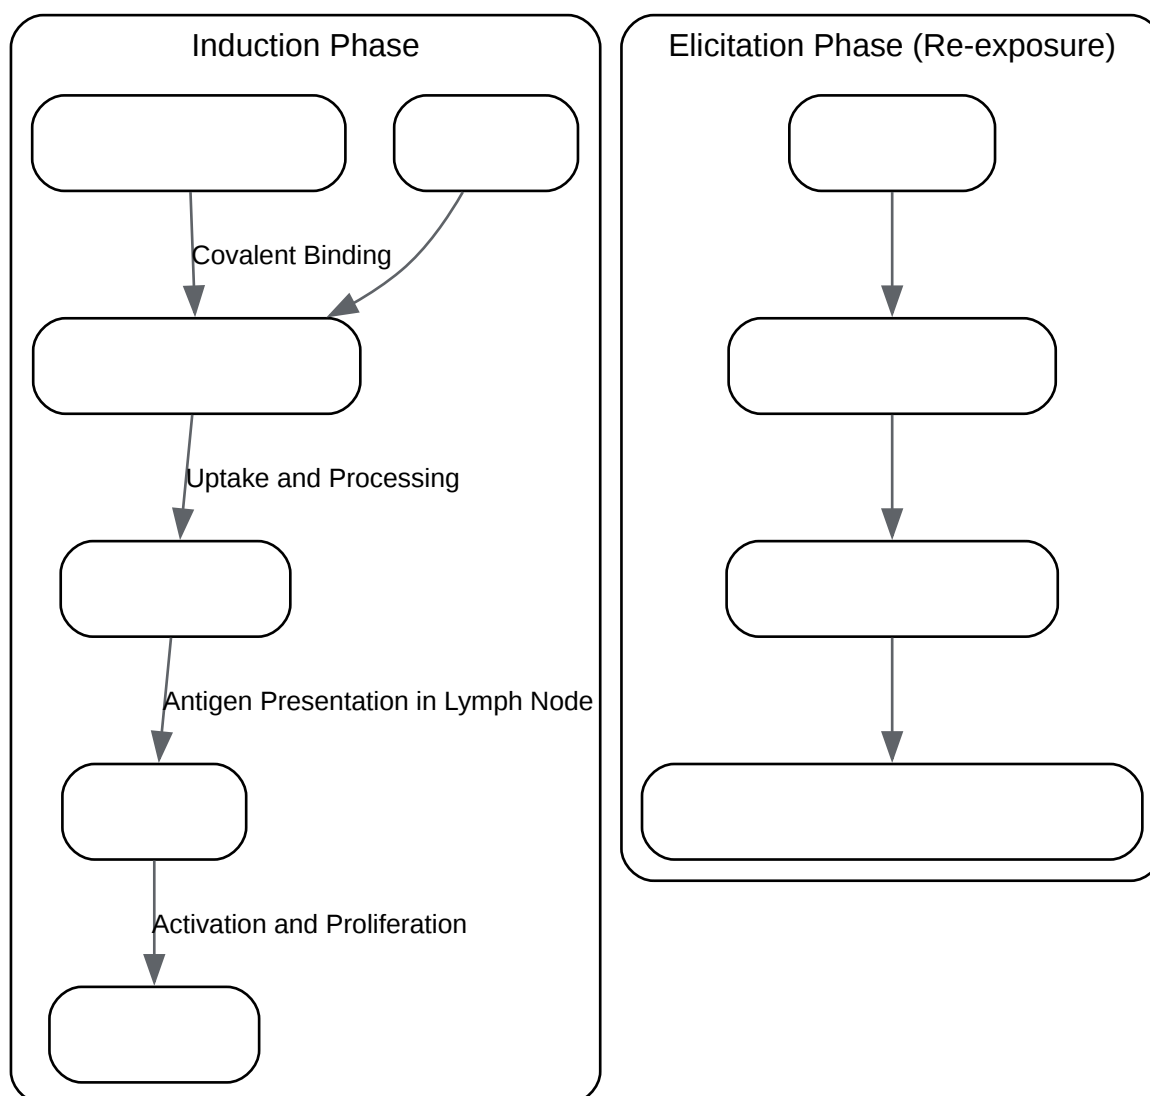 Induction Phase
Elicitation Phase (Re-exposure)
Covalent Binding
Uptake and Processing
Antigen Presentation in Lymph Node
Activation and Proliferation